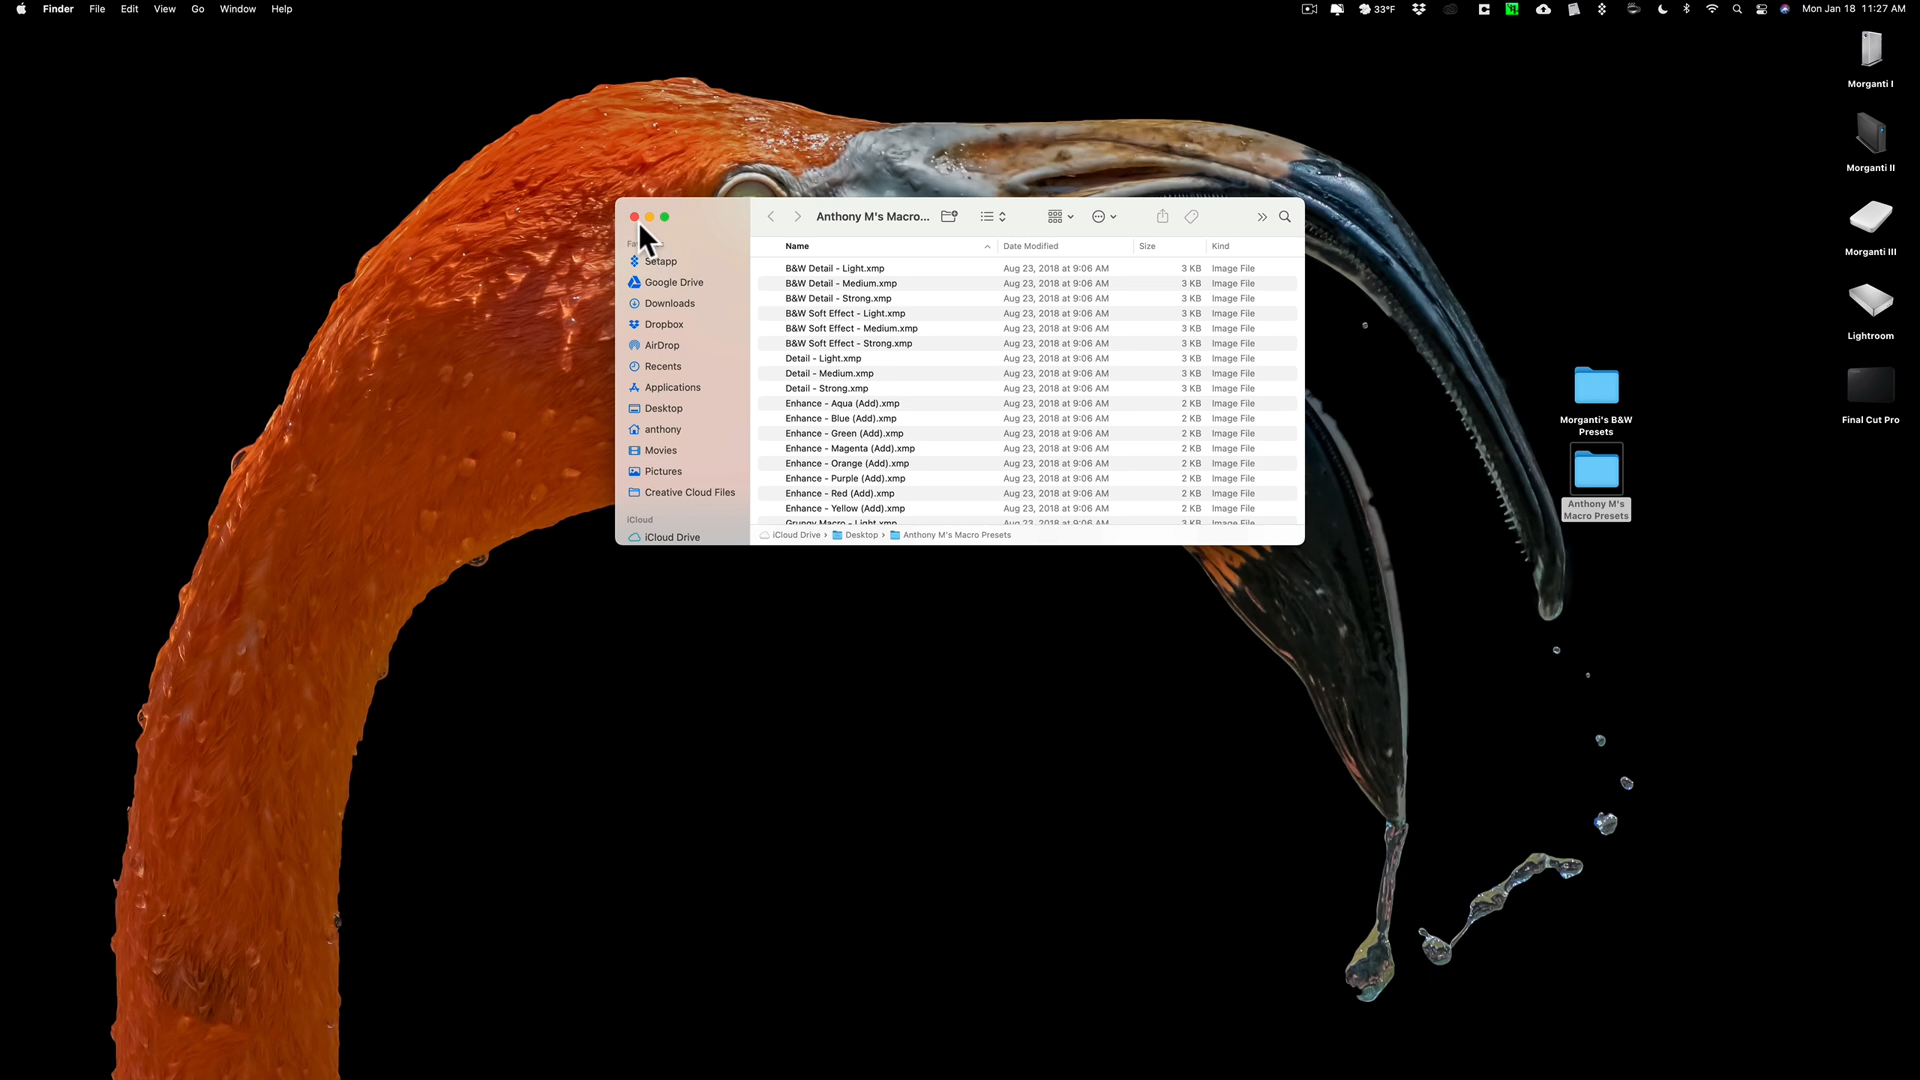 Finder File Edit View Go Window Help
33°F Mon Jan 18 11:27 AM
Morganti I
Morganti II
Morganti III
Lightroom
Final Cut Pro
Morganti's B&W
Presets
Anthony M's
Macro Presets
Anthony M's Macro...
Setapp
Google Drive
Downloads
Dropbox
AirDrop
Recents
Applications
Desktop
anthony
Movies
Pictures
Creative Cloud Files
iCloud
iCloud Drive
Name Date Modified Size Kind
B&W Detail - Light.xmp Aug 23, 2018 at 9:06 AM 3 KB Image File
B&W Detail - Medium.xmp Aug 23, 2018 at 9:06 AM 3 KB Image File
B&W Detail - Strong.xmp Aug 23, 2018 at 9:06 AM 3 KB Image File
B&W Soft Effect - Light.xmp Aug 23, 2018 at 9:06 AM 3 KB Image File
B&W Soft Effect - Medium.xmp Aug 23, 2018 at 9:06 AM 3 KB Image File
B&W Soft Effect - Strong.xmp Aug 23, 2018 at 9:06 AM 3 KB Image File
Detail - Light.xmp Aug 23, 2018 at 9:06 AM 3 KB Image File
Detail - Medium.xmp Aug 23, 2018 at 9:06 AM 3 KB Image File
Detail - Strong.xmp Aug 23, 2018 at 9:06 AM 3 KB Image File
Enhance - Aqua (Add).xmp Aug 23, 2018 at 9:06 AM 2 KB Image File
Enhance - Blue (Add).xmp Aug 23, 2018 at 9:06 AM 2 KB Image File
Enhance - Green (Add).xmp Aug 23, 2018 at 9:06 AM 2 KB Image File
Enhance - Magenta (Add).xmp Aug 23, 2018 at 9:06 AM 2 KB Image File
Enhance - Orange (Add).xmp Aug 23, 2018 at 9:06 AM 2 KB Image File
Enhance - Purple (Add).xmp Aug 23, 2018 at 9:06 AM 2 KB Image File
Enhance - Red (Add).xmp Aug 23, 2018 at 9:06 AM 2 KB Image File
Enhance - Yellow (Add).xmp Aug 23, 2018 at 9:06 AM 2 KB Image File
Grungy Macro - Light.xmp Aug 23, 2018 at 9:06 AM 3 KB Image File
iCloud Drive › Desktop › Anthony M's Macro Presets